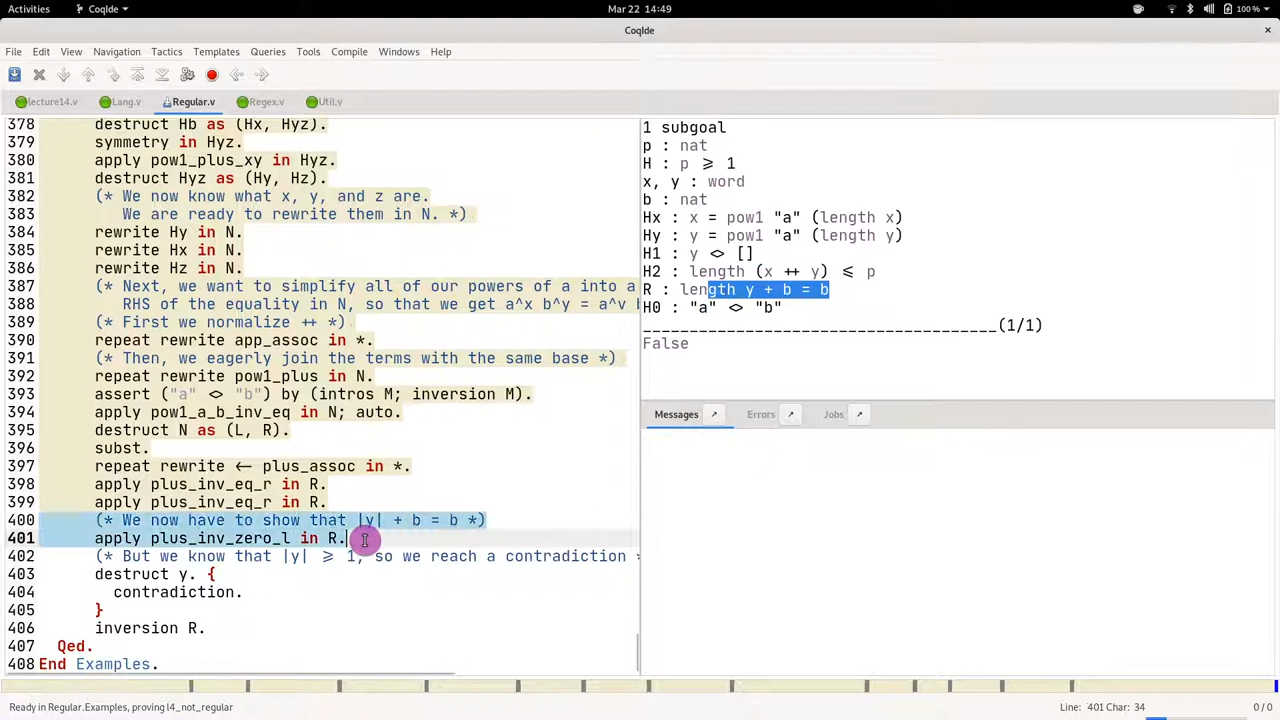 Activities
CoqIde
Mar 22 14:49
100 %
CoqIde
File Edit View Navigation Tactics Templates Queries Tools Compile Windows Help
lecture14.v Lang.v Regular.v Regex.v Util.v
378 destruct Hb as (Hx, Hyz).
379 symmetry in Hyz.
380 apply pow1_plus_xy in Hyz.
381 destruct Hyz as (Hy, Hz).
382 (* We now know what x, y, and z are.
383 We are ready to rewrite them in N. *)
384 rewrite Hy in N.
385 rewrite Hx in N.
386 rewrite Hz in N.
387 (* Next, we want to simplify all of our powers of a into a
388 RHS of the equality in N, so that we get a^x b^y = a^v b
389 (* First we normalize ++ *)
390 repeat rewrite app_assoc in *.
391 (* Then, we eagerly join the terms with the same base *)
392 repeat rewrite pow1_plus in N.
393 assert ("a" <> "b") by (intros M; inversion M).
394 apply pow1_a_b_inv_eq in N; auto.
395 destruct N as (L, R).
396 subst.
397 repeat rewrite <- plus_assoc in *.
398 apply plus_inv_eq_r in R.
399 apply plus_inv_eq_r in R.
400 (* We now have to show that |y| + b = b *)
401 apply plus_inv_zero_l in R.
402 (* But we know that |y| >= 1, so we reach a contradiction *
403 destruct y. {
404 contradiction.
405 }
406 inversion R.
407 Qed.
408 End Examples.
1 subgoal
p : nat
H : p >= 1
x, y : word
b : nat
Hx : x = pow1 "a" (length x)
Hy : y = pow1 "a" (length y)
H1 : y <> []
H2 : length (x ++ y) <= p
R : length y + b = b
H0 : "a" <> "b"
______________________________________(1/1)
False
Messages Errors Jobs
Ready in Regular.Examples, proving l4_not_regular
Line: 401 Char: 34
0 / 0